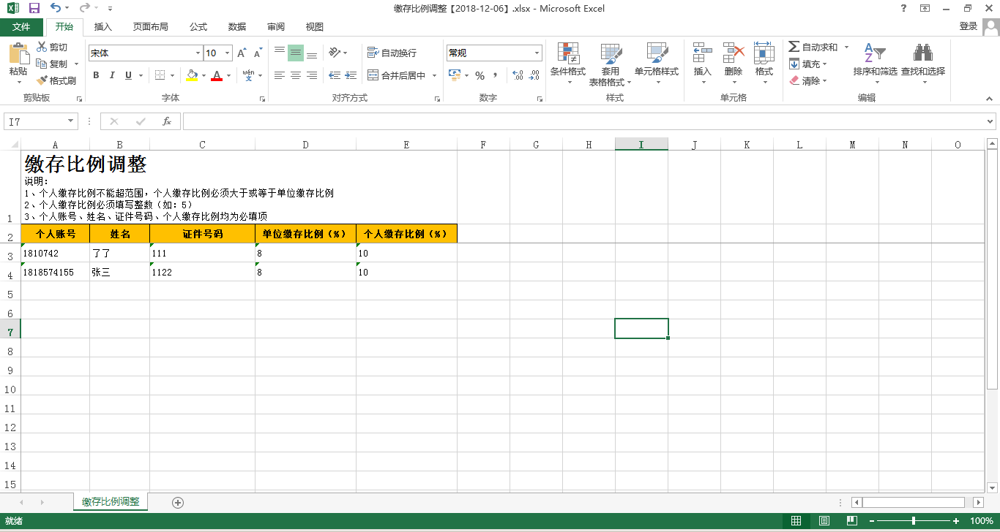 缴存比例调整【2018-12-06】.xlsx - Microsoft Excel
文件 开始 插入 页面布局 公式 数据 审阅 视图 登录
剪切
复制
格式刷
粘贴
剪贴板
宋体 10
B I U
wén
文
字体
自动换行
合并后居中
对齐方式
常规
%
数字
条件格式 套用 表格格式 单元格样式
样式
插入 删除 格式
单元格
自动求和
填充
清除
排序和筛选 查找和选择
编辑
I7 fx
A B C D E F G H I J K L M N O
1
缴存比例调整
说明:
1、个人缴存比例不能超范围，个人缴存比例必须大于或等于单位缴存比例
2、个人缴存比例必须填写整数（如：5）
3、个人账号、姓名、证件号码、个人缴存比例均为必填项
2 个人账号 姓名 证件号码 单位缴存比例（%） 个人缴存比例（%）
3 1810742 了了 111 8 10
4 1818574155 张三 1122 8 10
5
6
7
8
9
10
11
12
13
14
15
缴存比例调整
就绪 100%